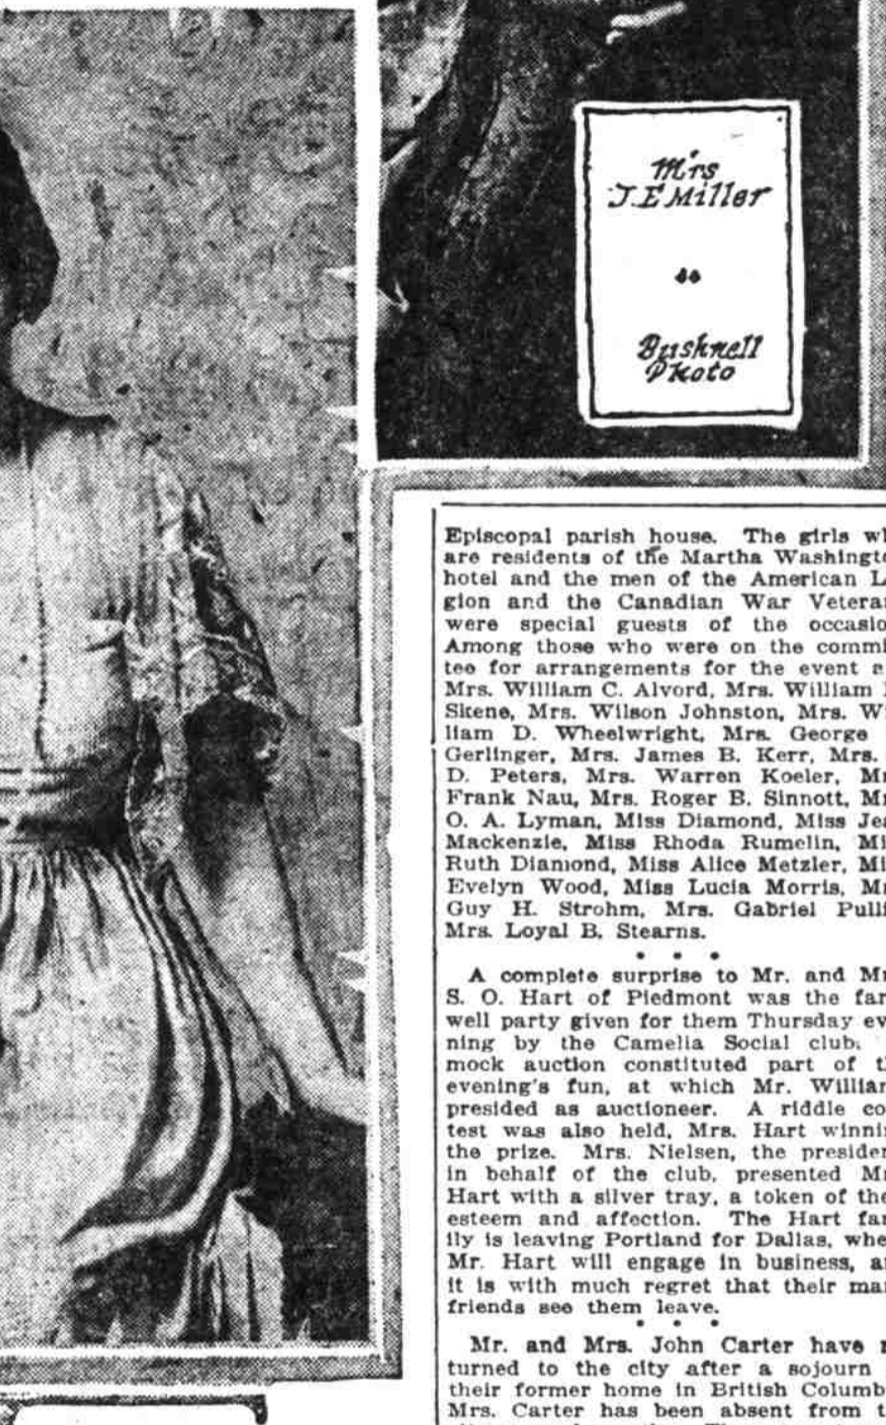 Mrs
J. E Miller
Bushnell
Photo
Episcopal parish house. The girls wh
are residents of the Martha Washingto
hotel and the men of the American Le
gion and the Canadian War Veteran
were special guests of the occasio
Among those who were on the commi
tee for arrangements for the event a
Mrs. William C. Alvord, Mrs. William
Skene, Mrs. Wilson Johnston, Mrs. Wi
liam D. Wheelwright, Mrs. George
Gerlinger, Mrs. James B. Kerr, Mrs.
D. Peters, Mrs. Warren Koeler, Mr
Frank Nau, Mrs. Roger B. Sinnott, Mr
O. A. Lyman, Miss Diamond, Miss Jea
Mackenzie, Miss Rhoda Rumelin, Mi
Ruth Diamond, Miss Alice Metzler, Mi
Evelyn Wood, Miss Lucia Morris, Mr
Guy H. Strohm, Mrs. Gabriel Pulli
Mrs. Loyal B. Stearns.
• • •
A complete surprise to Mr. and Mr
S. O. Hart of Piedmont was the far
well party given for them Thursday ev
ning by the Camelia Social club.
mock auction constituted part of t
evening's fun, at which Mr. William
presided as auctioneer. A riddle co
test was also held, Mrs. Hart winnin
the prize. Mrs. Nielsen, the presiden
in behalf of the club, presented Mr
Hart with a silver tray, a token of the
esteem and affection. The Hart fam
ily is leaving Portland for Dallas, whe
Mr. Hart will engage in business, a
it is with much regret that their man
friends see them leave.
• • •
Mr. and Mrs. John Carter have r
turned to the city after a sojourn
their former home in British Columb
Mrs. Carter has been absent from t